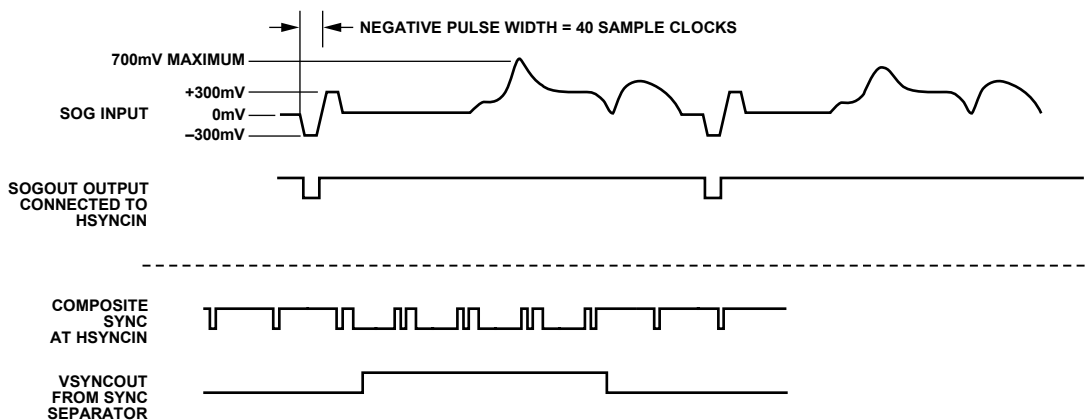 NEGATIVE PULSE WIDTH = 40 SAMPLE CLOCKS
700mV MAXIMUM
+300mV
SOG INPUT
0mV
–300mV
SOGOUT OUTPUT
CONNECTED TO
HSYNCIN
COMPOSITE
SYNC
AT HSYNCIN
VSYNCOUT
FROM SYNC
SEPARATOR